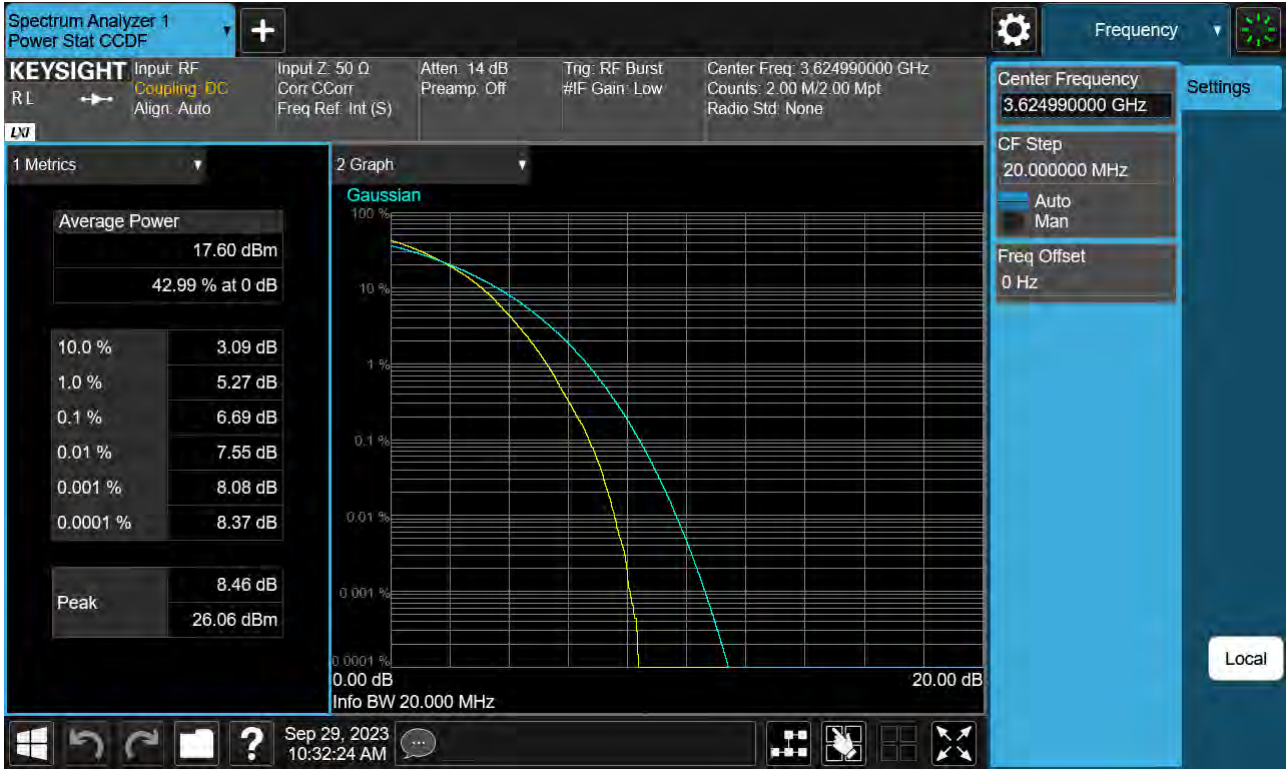 Spectrum Analyzer 1
Power Stat CCDF
+
Frequency
KEYSIGHT
R L
LXI
Input: RF
Coupling: DC
Align: Auto
Input Z: 50 Ω
Corr CCorr
Freq Ref: Int (S)
Atten: 14 dB
Preamp: Off
Trig: RF Burst
#IF Gain: Low
Center Freq: 3.624990000 GHz
Counts: 2.00 M/2.00 Mpt
Radio Std: None
Center Frequency
3.624990000 GHz
Settings
CF Step
20.000000 MHz
Auto
Man
Freq Offset
0 Hz
Local
1 Metrics
Average Power
17.60 dBm
42.99 % at 0 dB
10.0 % 3.09 dB
1.0 % 5.27 dB
0.1 % 6.69 dB
0.01 % 7.55 dB
0.001 % 8.08 dB
0.0001 % 8.37 dB
Peak
8.46 dB
26.06 dBm
2 Graph
Gaussian
100 %
10 %
1 %
0.1 %
0.01 %
0.001 %
0.0001 %
0.00 dB 20.00 dB
Info BW 20.000 MHz
?
Sep 29, 2023
10:32:24 AM